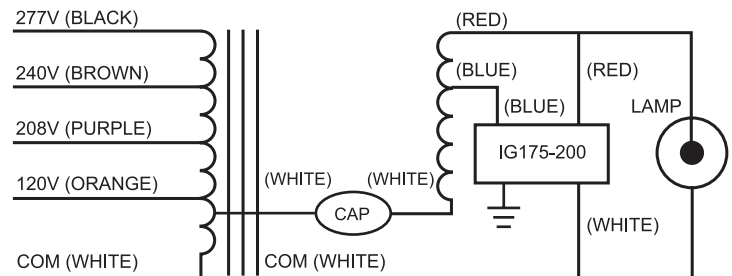 277V (BLACK)
(RED)
240V (BROWN)
(BLUE)
(RED)
(BLUE)
LAMP
208V (PURPLE)
IG175-200
120V (ORANGE)
(WHITE)
(WHITE)
CAP
(WHITE)
COM (WHITE)
COM (WHITE)